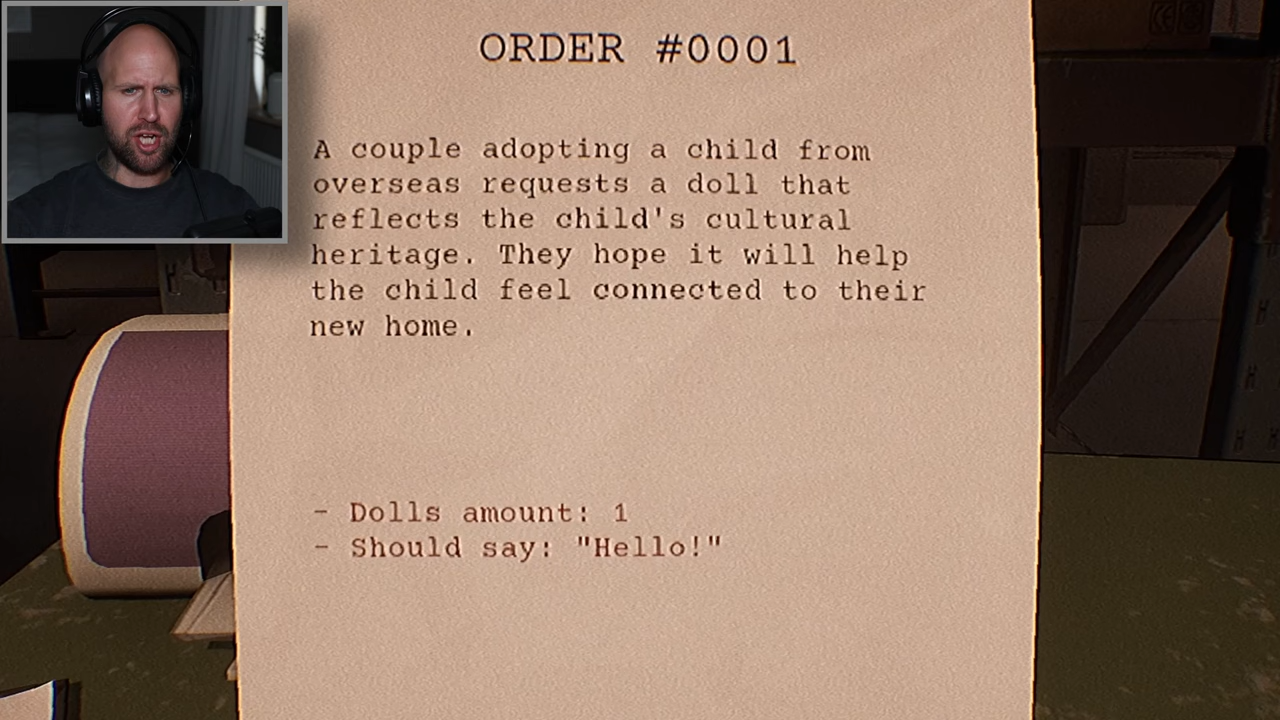 ORDER #0001
A couple adopting a child from
overseas requests a doll that
reflects the child's cultural
heritage. They hope it will help
the child feel connected to their
new home.
- Dolls amount: 1
- Should say: "Hello!"